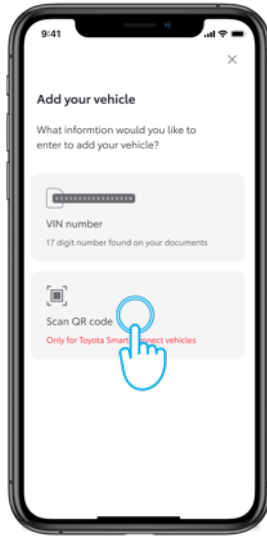 9:41
Add your vehicle
What informtion would you like to
enter to add your vehicle?
VIN number
17 digit number found on your documents
Scan QR code
Only for Toyota Smart nnect vehicles